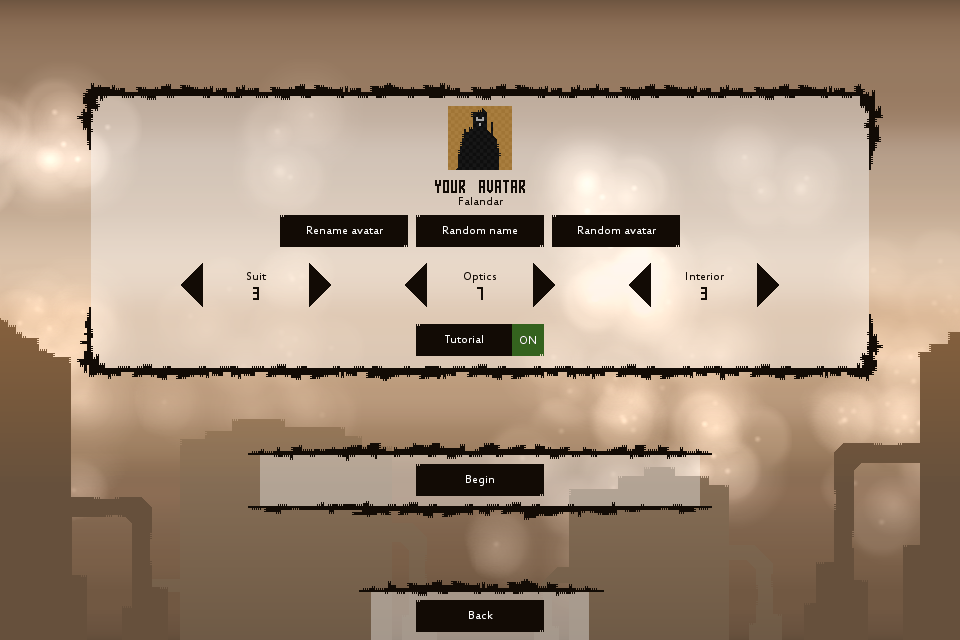 YOUR AVATAR
Falandar
Rename avatar Random name Random avatar
Suit Optics Interior
3 7 3
Tutorial ON
Begin
Back